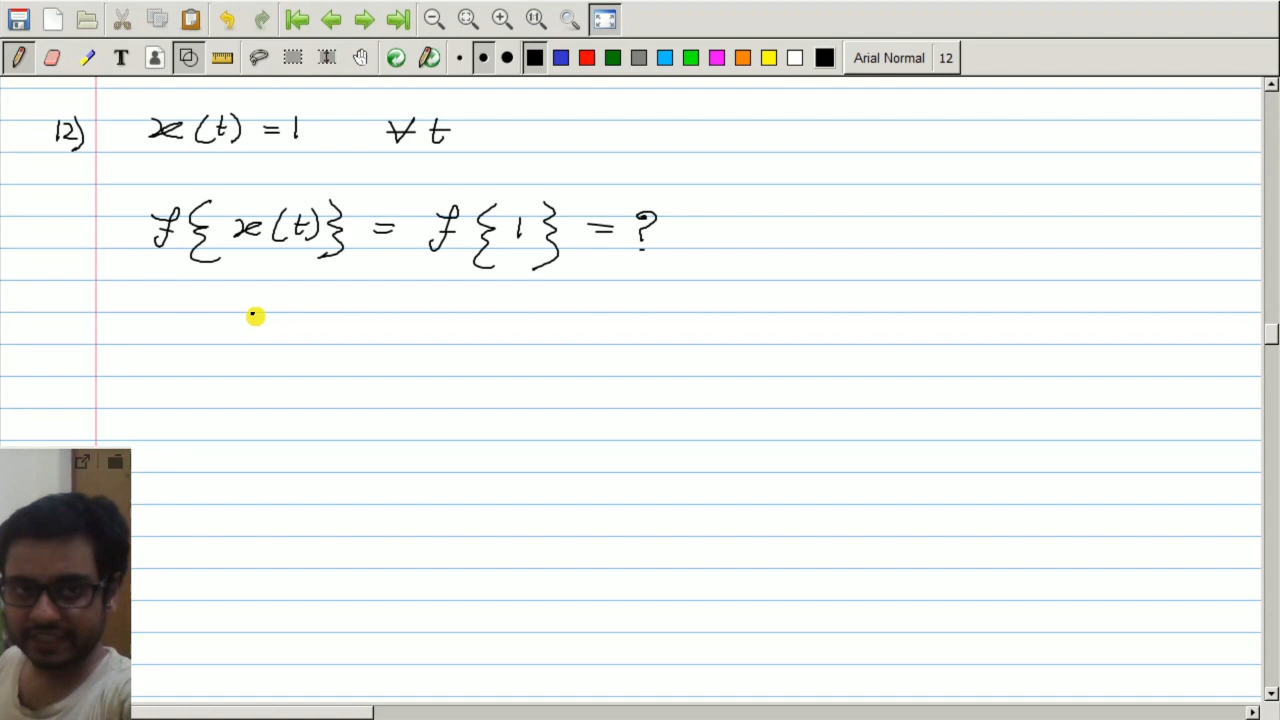 Arial Normal 12
12) x(t) = 1 ∀ t
ℱ{x(t)} = ℱ{1} = ?